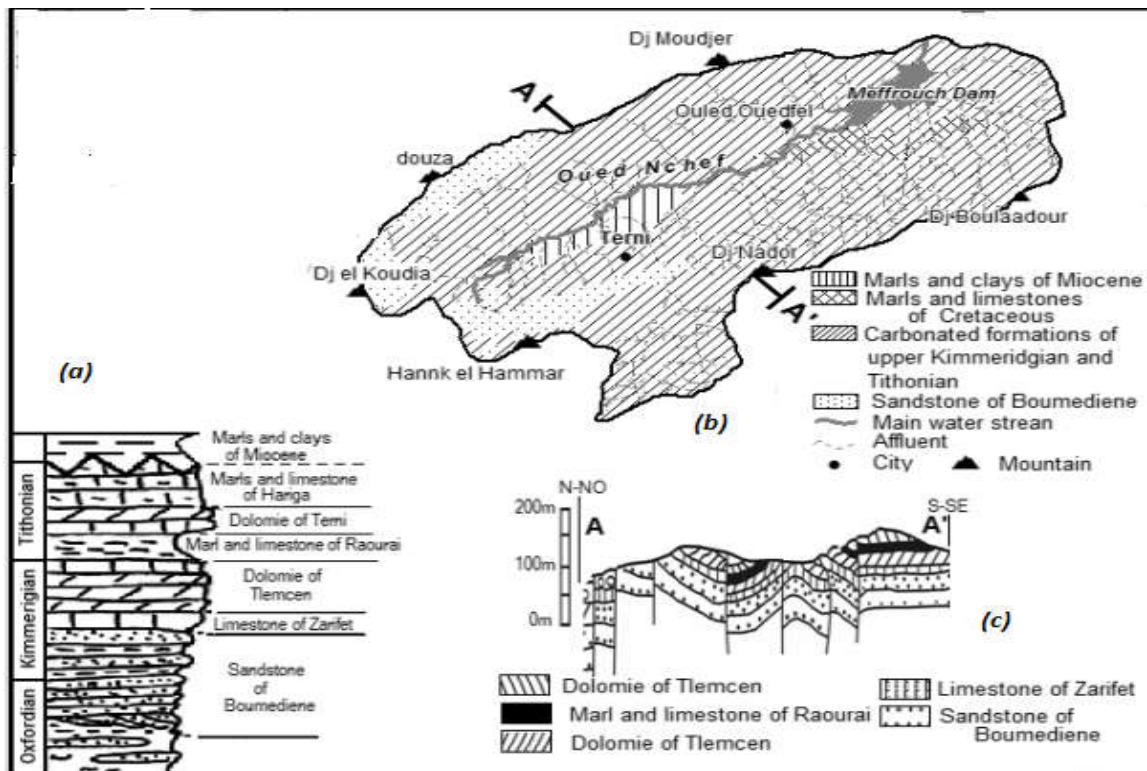 Dj Moudjer
A
Meffrouch Dam
Ouled Ouedfel
douza
Oued Nchef
Dj Boulaadour
Terni
Dj Nador
Dj el Koudia
A'
Hannk el Hammar
(a)
(b)
Marls and clays of Miocene
Marls and limestones
of Cretaceous
Carbonated formations of
upper Kimmeridgian and
Tithonian
Sandstone of Boumediene
Main water strean
Affluent
City
Mountain
Tithonian
Kimmerigian
Oxfordian
Marls and clays
of Miocene
Marls and limestone
of Hariga
Dolomie of Terni
Marl and limestone of Raourai
Dolomie of
Tlemcen
Limestone of Zarifet
Sandstone
of
Boumediene
N-NO
S-SE
200m
A
A'
100m
0m
(c)
Dolomie of Tlemcen
Marl and limestone of Raourai
Dolomie of Tlemcen
Limestone of Zarifet
Sandstone of
Boumediene